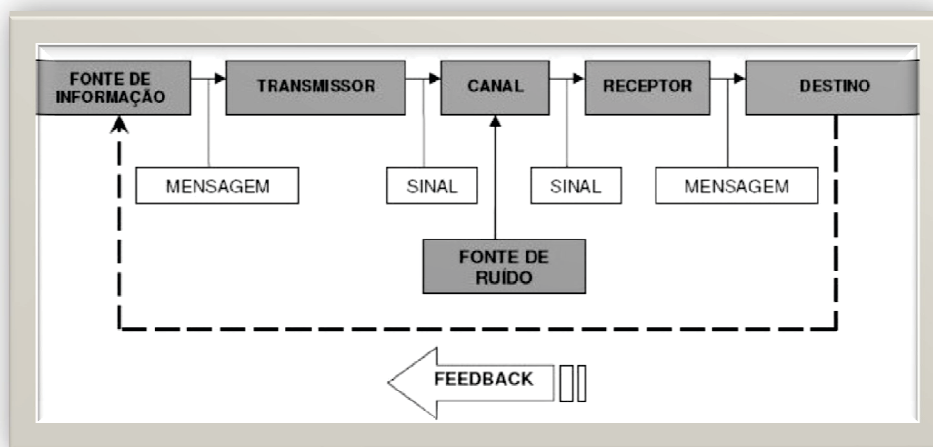 FONTE DE
INFORMAÇÃO
TRANSMISSOR
CANAL
RECEPTOR
DESTINO
MENSAGEM
SINAL
SINAL
MENSAGEM
FONTE DE
RUÍDO
FEEDBACK